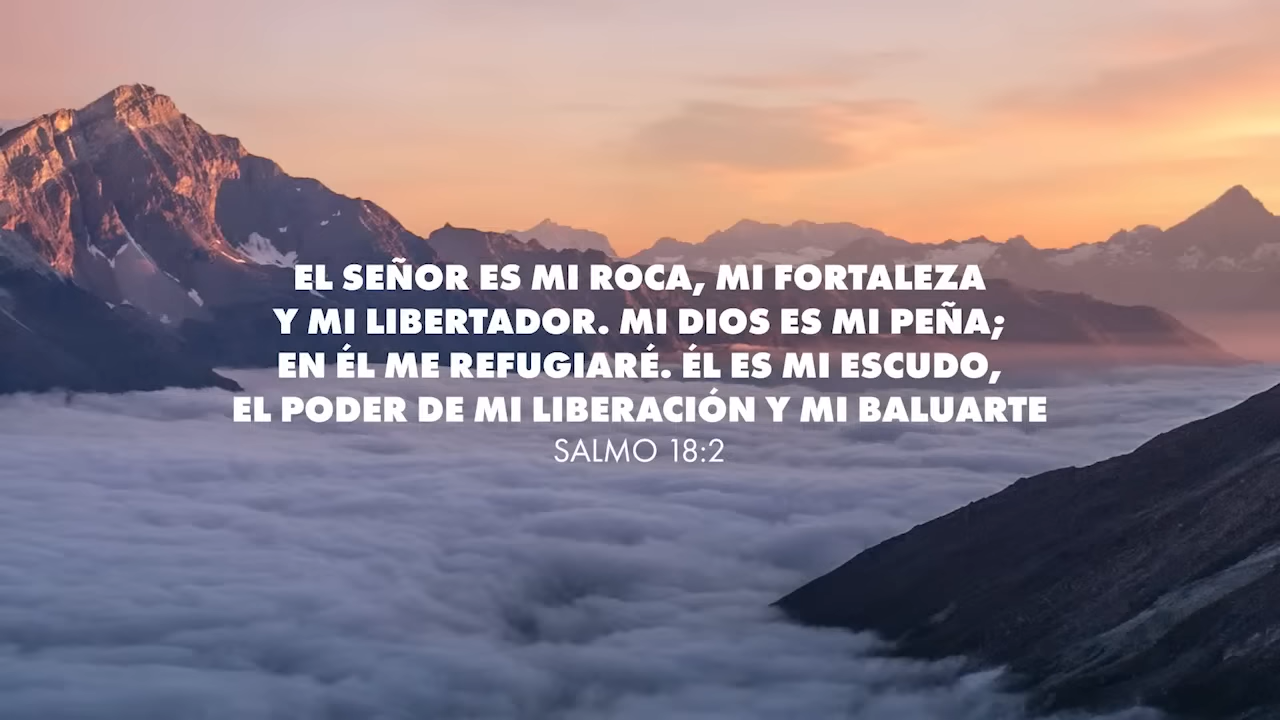 EL SEÑOR ES MI ROCA, MI FORTALEZA
Y MI LIBERTADOR. MI DIOS ES MI PEÑA;
EN ÉL ME REFUGIARÉ. ÉL ES MI ESCUDO,
EL PODER DE MI LIBERACIÓN Y MI BALUARTE
SALMO 18:2